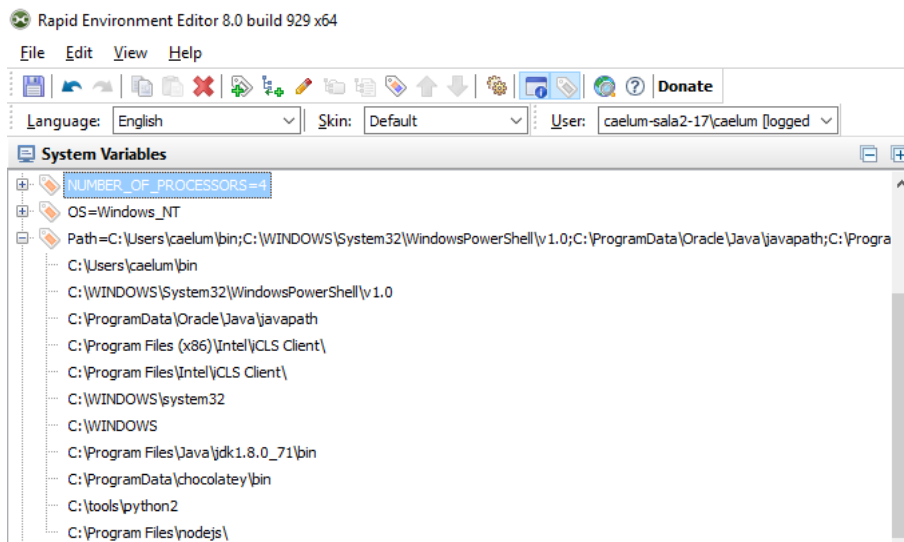 Rapid Environment Editor 8.0 build 929 x64
File Edit View Help
Donate
Language: English Skin: Default User: caelum-sala2-17\caelum [logged
System Variables
NUMBER_OF_PROCESSORS=4
OS=Windows_NT
Path=C:\Users\caelum\bin;C:\WINDOWS\System32\WindowsPowerShell\v1.0;C:\ProgramData\Oracle\Java\javapath;C:\Progra
C:\Users\caelum\bin
C:\WINDOWS\System32\WindowsPowerShell\v1.0
C:\ProgramData\Oracle\Java\javapath
C:\Program Files (x86)\Intel\iCLS Client\
C:\Program Files\Intel\iCLS Client\
C:\WINDOWS\system32
C:\WINDOWS
C:\Program Files\Java\jdk1.8.0_71\bin
C:\ProgramData\chocolatey\bin
C:\tools\python2
C:\Program Files\nodejs\